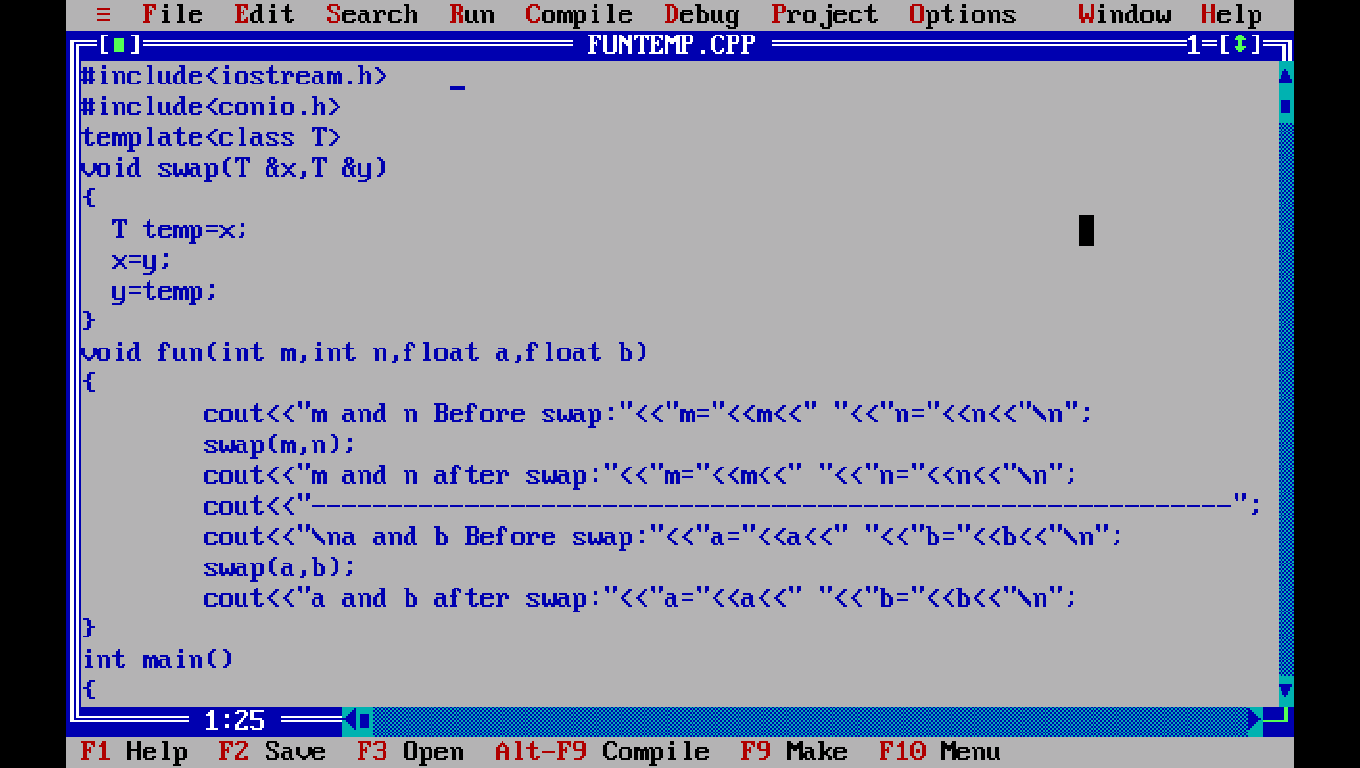 ≡ File Edit Search Run Compile Debug Project Options Window Help
[■] FUNTEMP.CPP 1=[↕]
#include<iostream.h>
#include<conio.h>
template<class T>
void swap(T &x,T &y)
{
  T temp=x;
  x=y;
  y=temp;
}
void fun(int m,int n,float a,float b)
{
        cout<<"m and n Before swap:"<<"m="<<m<<" "<<"n="<<n<<"\n";
        swap(m,n);
        cout<<"m and n after swap:"<<"m="<<m<<" "<<"n="<<n<<"\n";
        cout<<"------------------------------------------------------------";
        cout<<"\na and b Before swap:"<<"a="<<a<<" "<<"b="<<b<<"\n";
        swap(a,b);
        cout<<"a and b after swap:"<<"a="<<a<<" "<<"b="<<b<<"\n";
}
int main()
{
1:25
F1 Help F2 Save F3 Open Alt-F9 Compile F9 Make F10 Menu